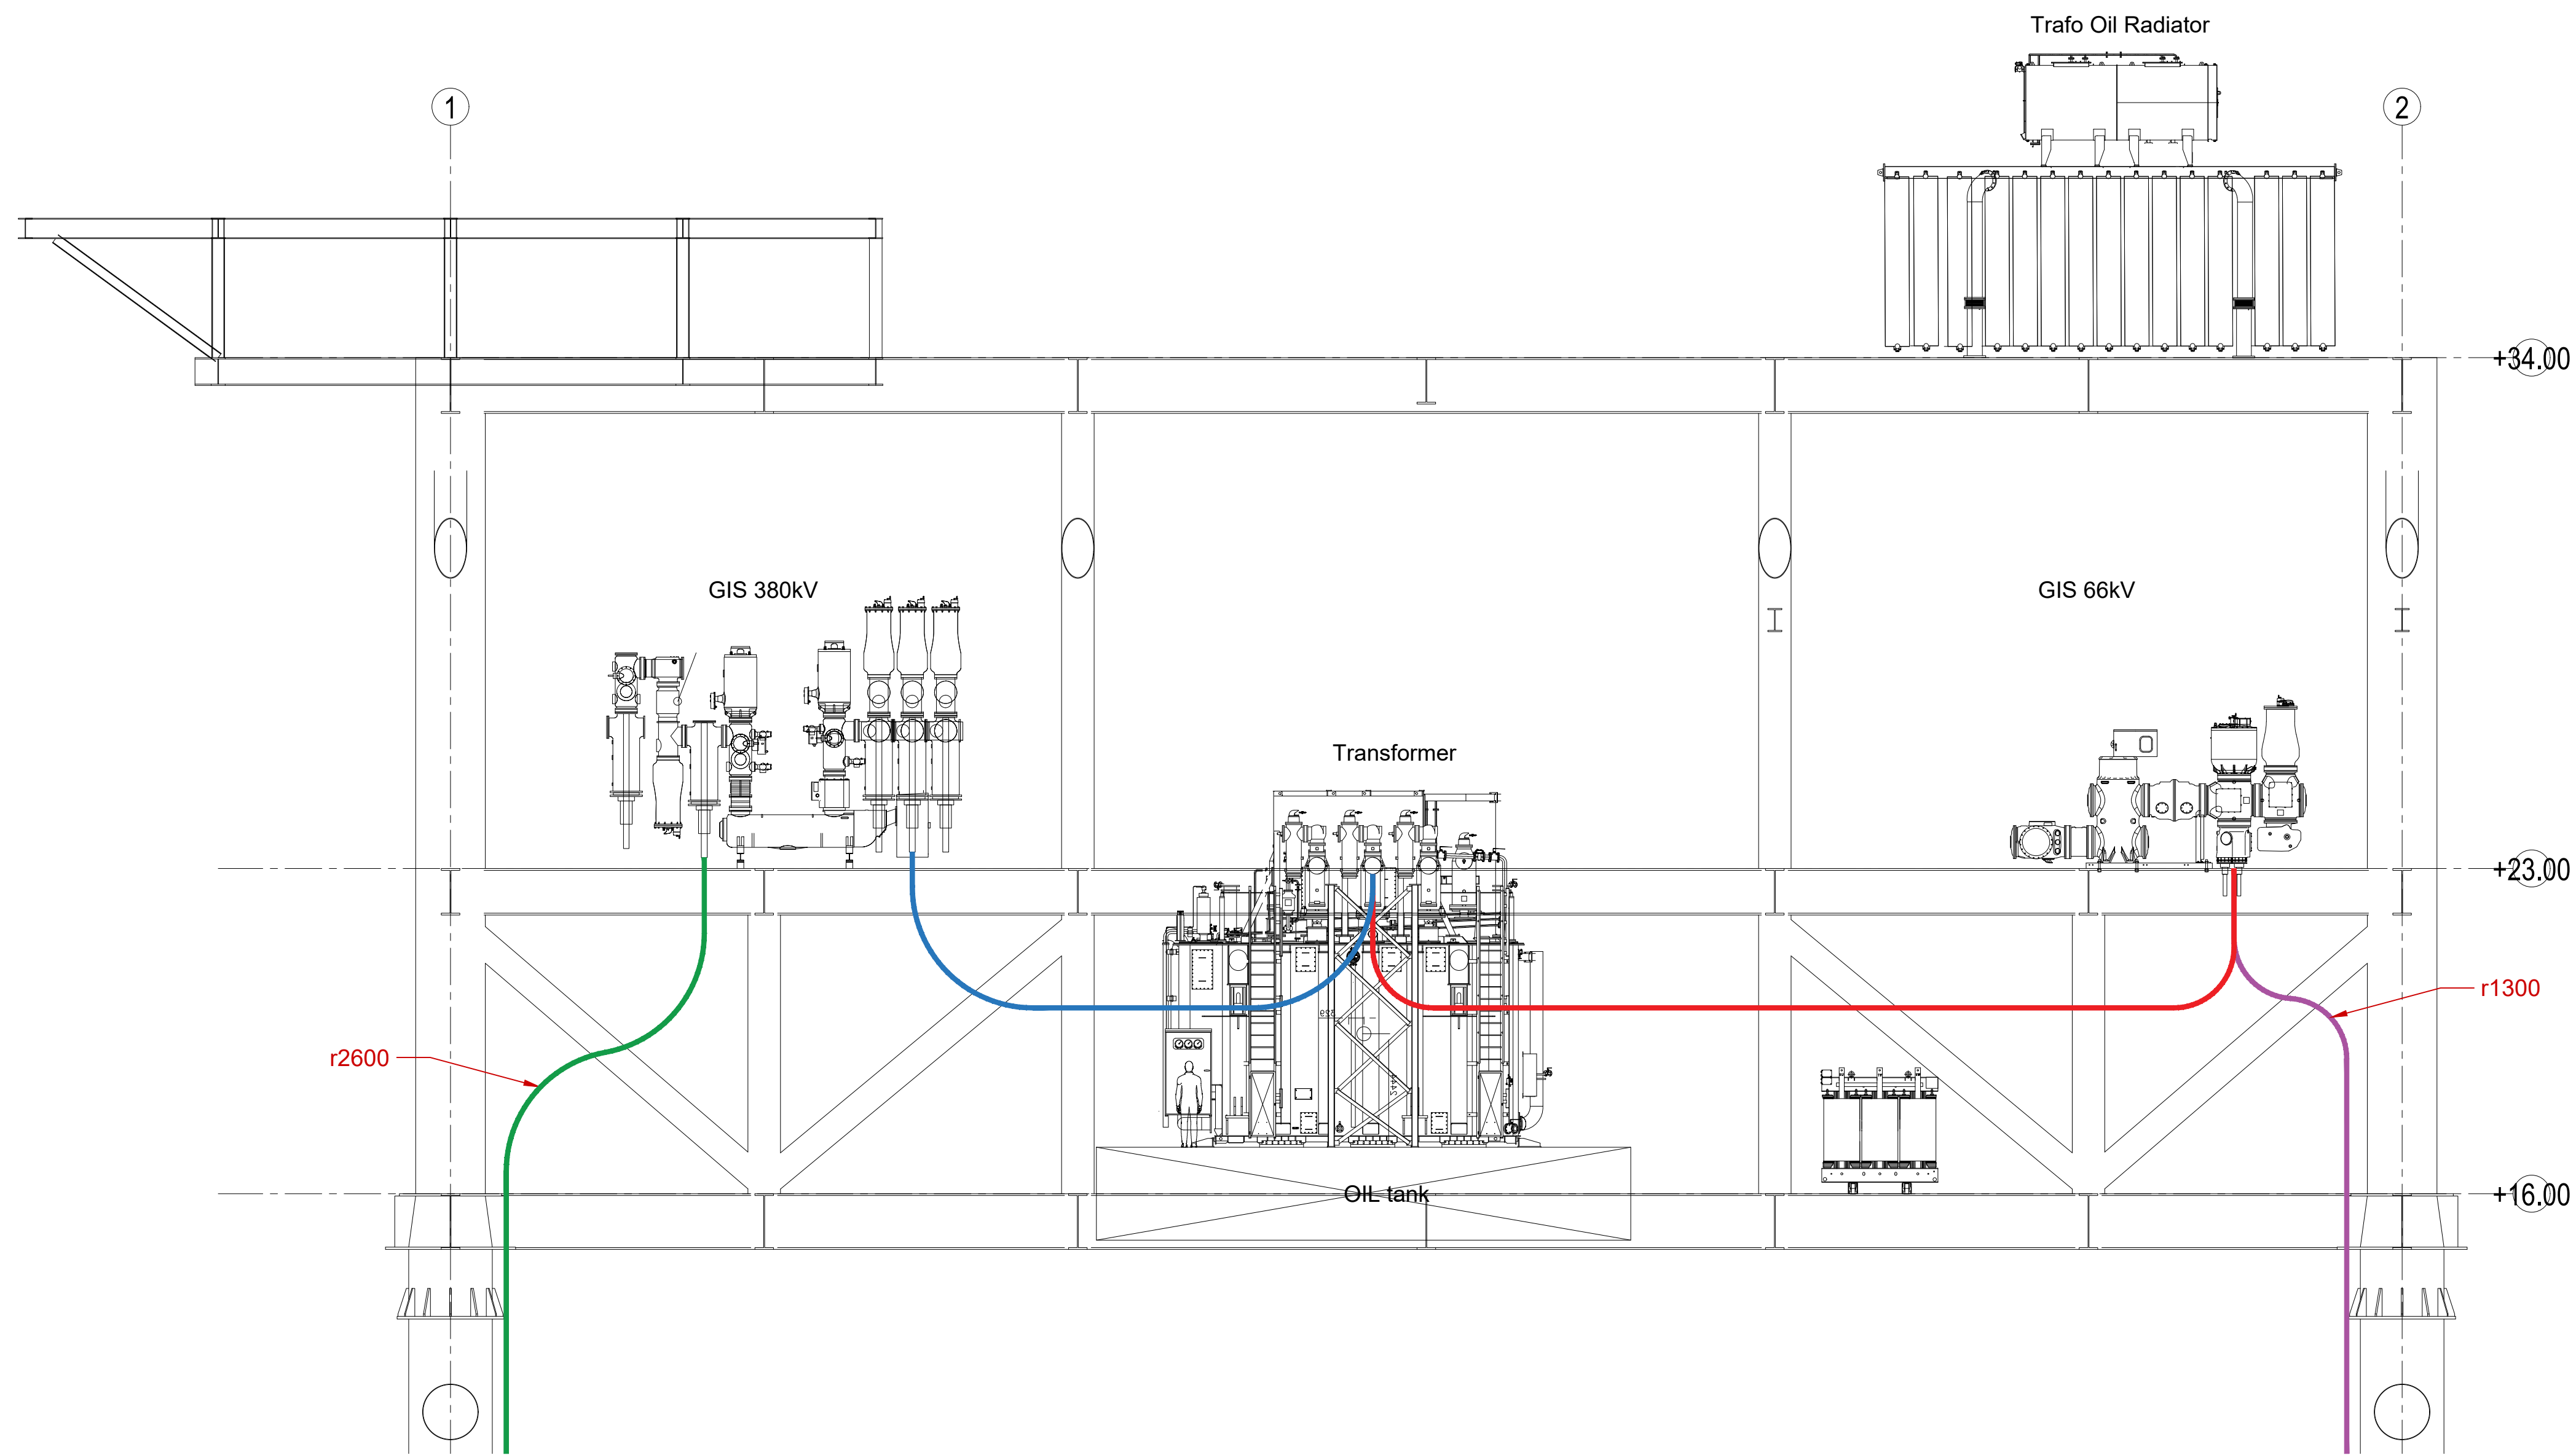 Trafo Oil Radiator
1
2
+34.00
GIS 380kV
GIS 66kV
Transformer
+23.00
r1300
r2600
2444
OIL tank
+16.00